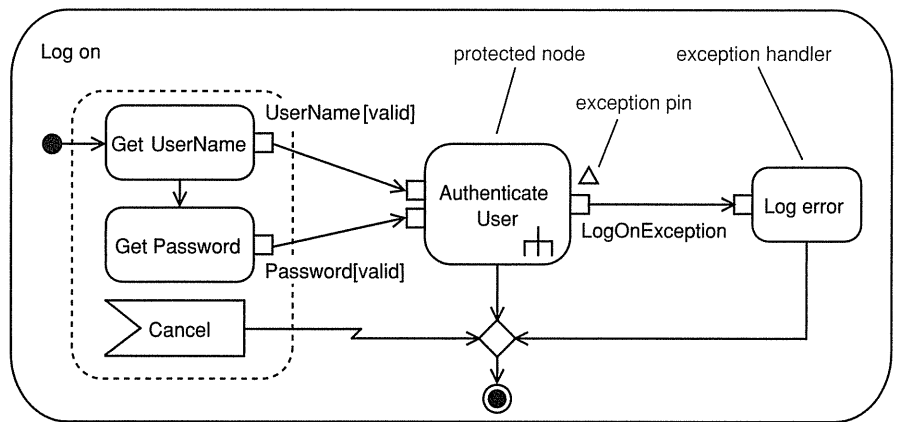 Log on
protected node
exception handler
exception pin
UserName[valid]
Get UserName
Authenticate
User
Log error
LogOnException
Get Password
Password[valid]
Cancel